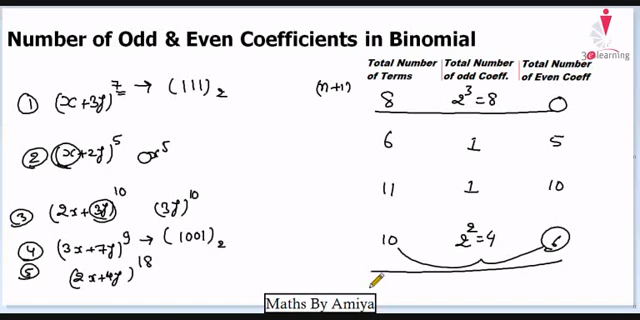 3e learning
Number of Odd & Even Coefficients in Binomial
Total Number of Terms
Total Number of odd Coeff.
Total Number of Even Coeff
① (x+3y)^7 → (111)₂ (n+1) 8 2^3=8 0
② (x+2y)^5 x^5 6 1 5
③ (2x+3y)^10 (3y)^10 11 1 10
④ (3x+7y)^9 → (1001)₂ 10 2^2=4 6
⑤ (2x+4y)^18
Maths By Amiya